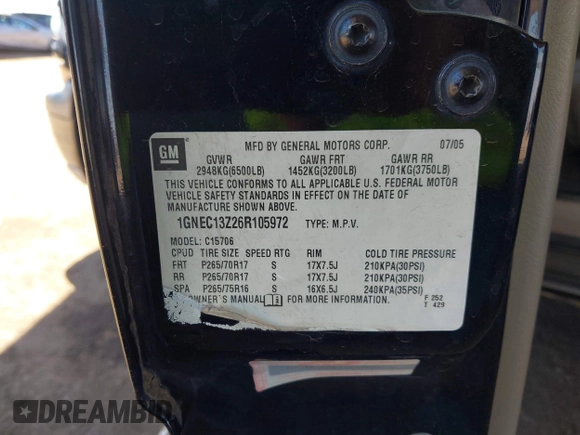 GM
MFD BY GENERAL MOTORS CORP. 07/05
GVWR GAWR FRT GAWR RR
2948KG(6500LB) 1452KG(3200LB) 1701KG(3750LB)
THIS VEHICLE CONFORMS TO ALL APPLICABLE U.S. FEDERAL MOTOR
VEHICLE SAFETY STANDARDS IN EFFECT ON THE DATE OF
MANUFACTURE SHOWN ABOVE.
1GNEC13Z26R105972 TYPE: M.P.V.
MODEL: C15706
CPUD TIRE SIZE SPEED RTG RIM COLD TIRE PRESSURE
FRT P265/70R17 S 17X7.5J 210KPA(30PSI)
RR P265/70R17 S 17X7.5J 210KPA(30PSI)
SPA P265/75R16 S 16X6.5J 240KPA(35PSI)
OWNER'S MANUAL FOR MORE INFORMATION.
F 252
T 429
DREAMBID